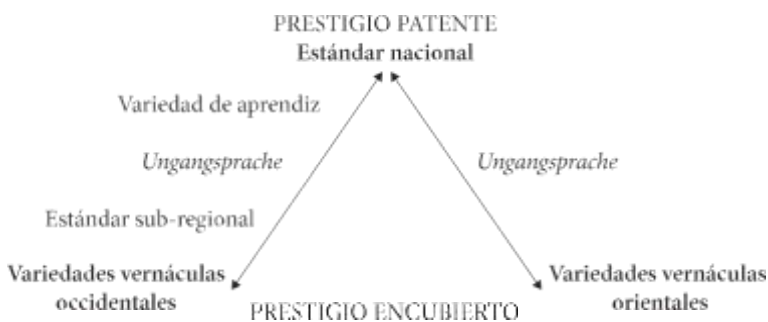 PRESTIGIO PATENTE
Estándar nacional
Variedad de aprendiz
Ungangsprache
Ungangsprache
Estándar sub-regional
Variedades vernáculas
occidentales
PRESTIGIO ENCUBIERTO
Variedades vernáculas
orientales